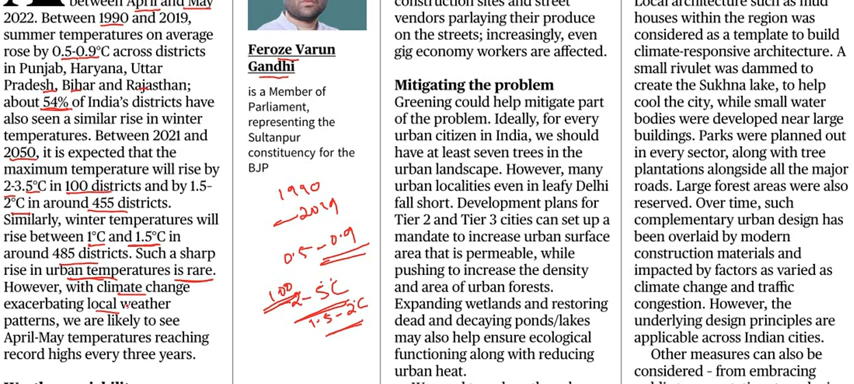 between April and May
2022. Between 1990 and 2019,
summer temperatures on average
rose by 0.5-0.9°C across districts
in Punjab, Haryana, Uttar
Pradesh, Bihar and Rajasthan;
about 54% of India's districts have
also seen a similar rise in winter
temperatures. Between 2021 and
2050, it is expected that the
maximum temperature will rise by
2-3.5°C in 100 districts and by 1.5-
2°C in around 455 districts.
Similarly, winter temperatures will
rise between 1°C and 1.5°C in
around 485 districts. Such a sharp
rise in urban temperatures is rare.
However, with climate change
exacerbating local weather
patterns, we are likely to see
April-May temperatures reaching
record highs every three years.
Feroze Varun
Gandhi
is a Member of
Parliament,
representing the
Sultanpur
constituency for the
BJP
1990
-2019
0.5-0.9
100
2-5C
1.5-2C
construction sites and street
vendors parlaying their produce
on the streets; increasingly, even
gig economy workers are affected.
Mitigating the problem
Greening could help mitigate part
of the problem. Ideally, for every
urban citizen in India, we should
have at least seven trees in the
urban landscape. However, many
urban localities even in leafy Delhi
fall short. Development plans for
Tier 2 and Tier 3 cities can set up a
mandate to increase urban surface
area that is permeable, while
pushing to increase the density
and area of urban forests.
Expanding wetlands and restoring
dead and decaying ponds/lakes
may also help ensure ecological
functioning along with reducing
urban heat.
Local architecture such as mud
houses within the region was
considered as a template to build
climate-responsive architecture. A
small rivulet was dammed to
create the Sukhna lake, to help
cool the city, while small water
bodies were developed near large
buildings. Parks were planned out
in every sector, along with tree
plantations alongside all the major
roads. Large forest areas were also
reserved. Over time, such
complementary urban design has
been overlaid by modern
construction materials and
impacted by factors as varied as
climate change and traffic
congestion. However, the
underlying design principles are
applicable across Indian cities.
Other measures can also be
considered – from embracing